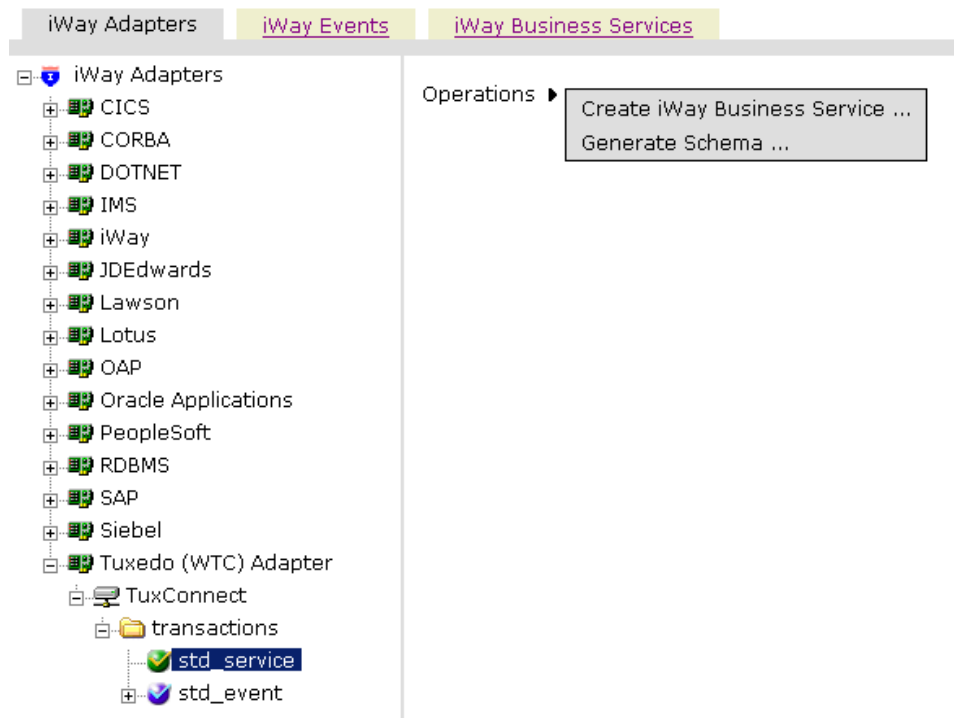 iWay Adapters
iWay Events
iWay Business Services
iWay Adapters
CICS
CORBA
DOTNET
IMS
iWay
JDEdwards
Lawson
Lotus
OAP
Oracle Applications
PeopleSoft
RDBMS
SAP
Siebel
Tuxedo (WTC) Adapter
TuxConnect
transactions
std_service
std_event
Operations
Create iWay Business Service ...
Generate Schema ...